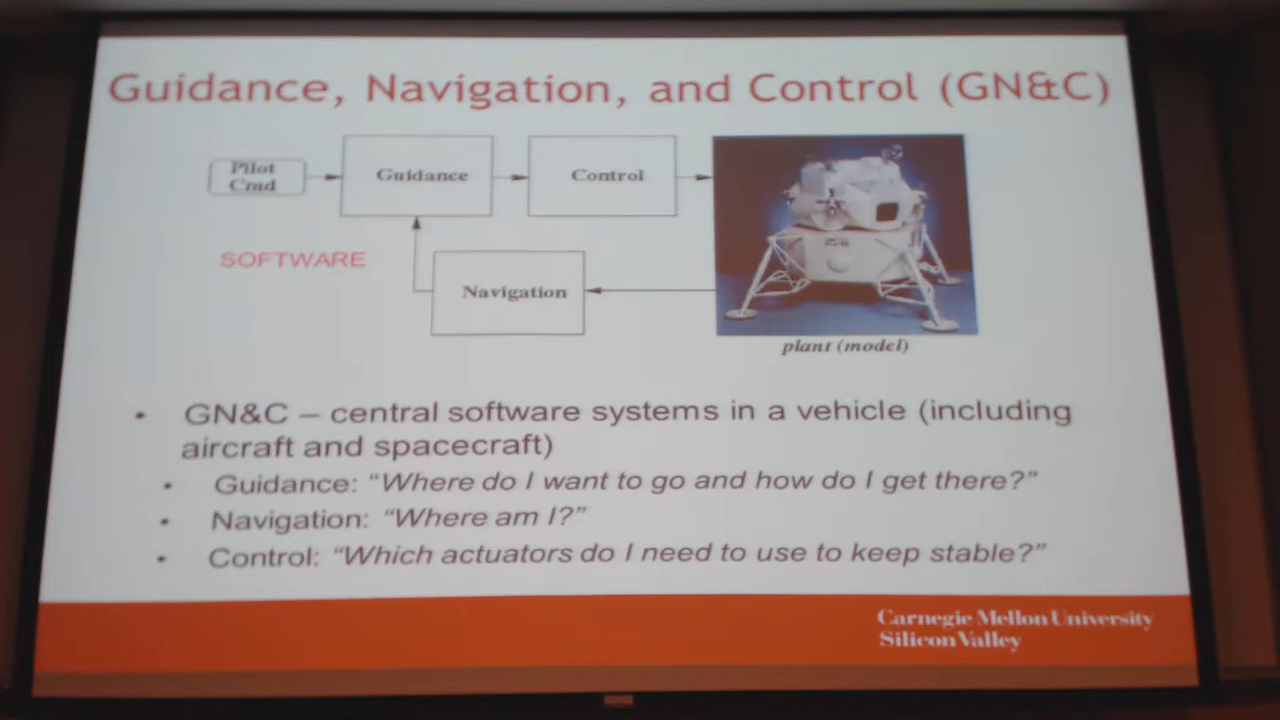 Guidance, Navigation, and Control (GN&C)
Pilot
Cmd
Guidance
Control
SOFTWARE
Navigation
plant (model)
• GN&C – central software systems in a vehicle (including
aircraft and spacecraft)
• Guidance: “Where do I want to go and how do I get there?”
• Navigation: “Where am I?”
• Control: “Which actuators do I need to use to keep stable?”
Carnegie Mellon University
Silicon Valley